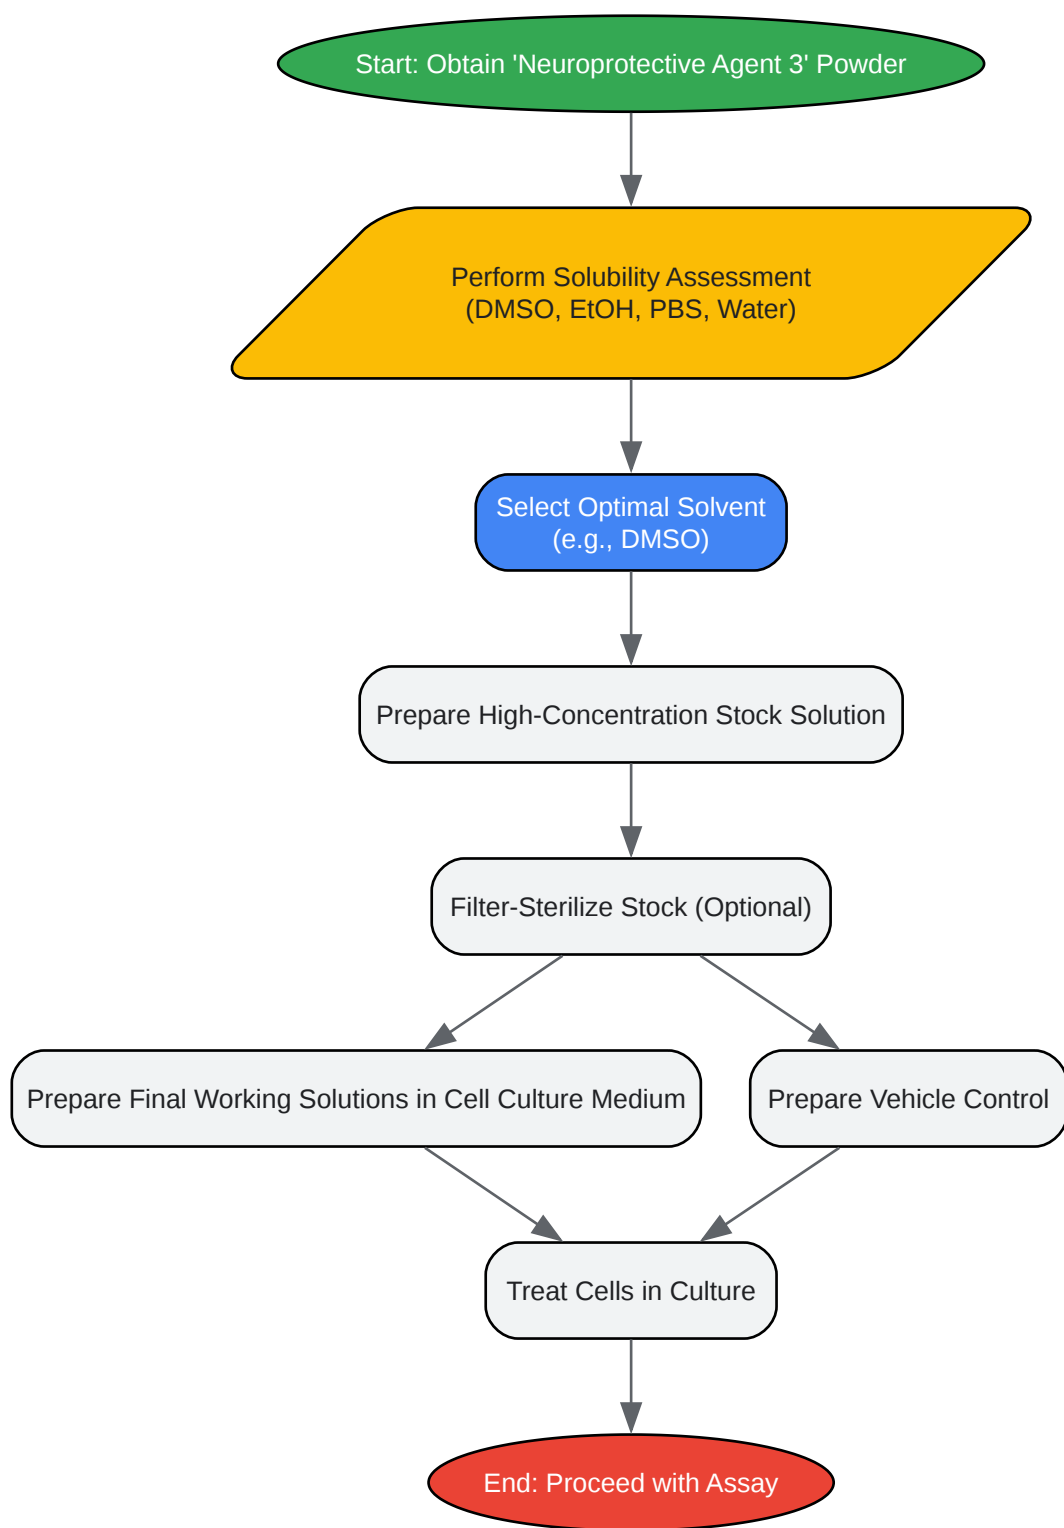 Start: Obtain 'Neuroprotective Agent 3' Powder
Perform Solubility Assessment
(DMSO, EtOH, PBS, Water)
Select Optimal Solvent
(e.g., DMSO)
Prepare High-Concentration Stock Solution
Filter-Sterilize Stock (Optional)
Prepare Final Working Solutions in Cell Culture Medium
Prepare Vehicle Control
Treat Cells in Culture
End: Proceed with Assay